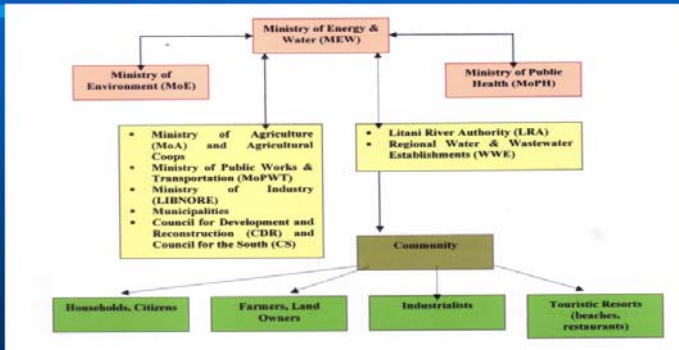 Ministry of Energy &
Water (MEW)
Ministry of
Environment (MoE)
Ministry of Public
Health (MoPH)
▪ Ministry of Agriculture
(MoA) and Agricultural
Coops
▪ Ministry of Public Works &
Transportation (MoPWT)
▪ Ministry of Industry
(LIBNORE)
▪ Municipalities
▪ Council for Development and
Reconstruction (CDR) and
Council for the South (CS)
▪ Litani River Authority (LRA)
▪ Regional Water & Wastewater
Establishments (WWE)
Community
Households, Citizens
Farmers, Land
Owners
Industrialists
Touristic Resorts
(beaches,
restaurants)